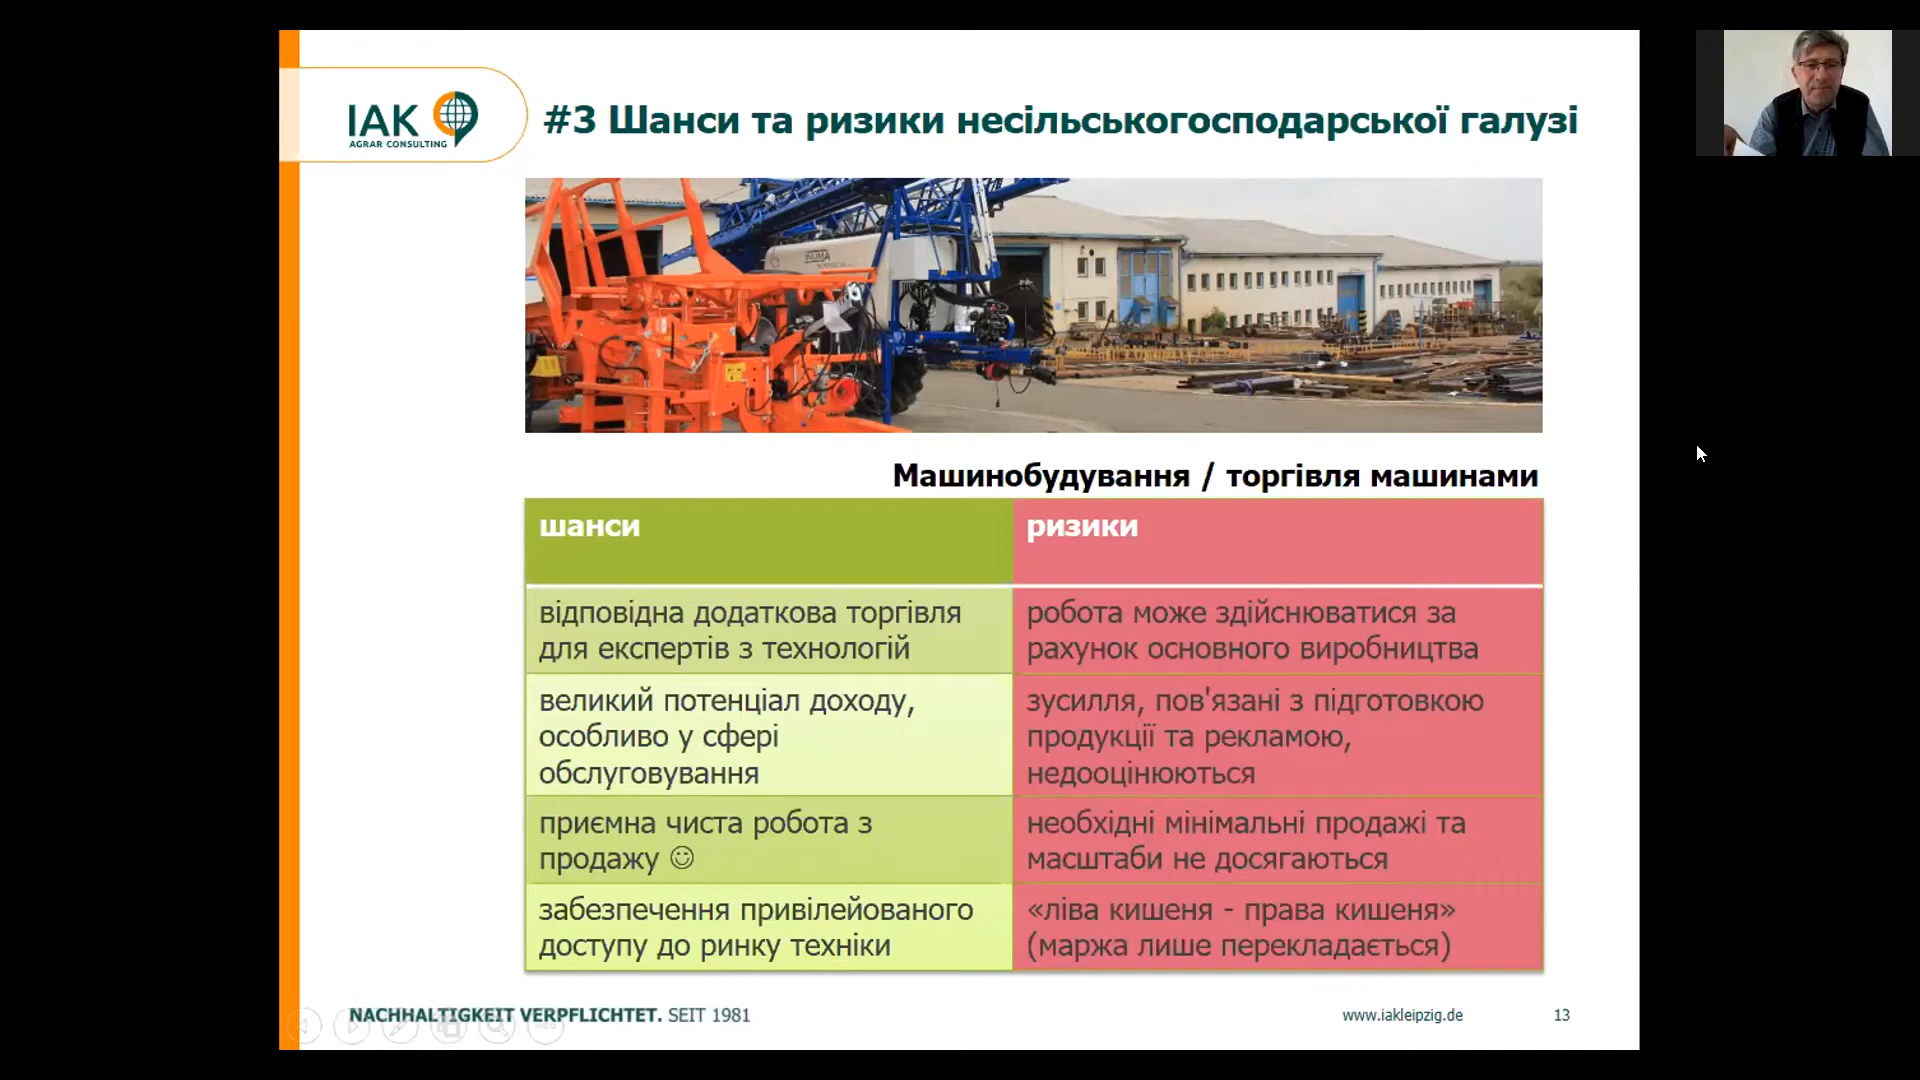 IAK
AGRAR CONSULTING
#3 Шанси та ризики несільськогосподарської галузі
INUMA
Машинобудування / торгівля машинами
шанси
ризики
відповідна додаткова торгівля
для експертів з технологій
робота може здійснюватися за
рахунок основного виробництва
великий потенціал доходу,
особливо у сфері
обслуговування
зусилля, пов'язані з підготовкою
продукції та рекламою,
недооцінюються
приємна чиста робота з
продажу ☺
необхідні мінімальні продажі та
масштаби не досягаються
забезпечення привілейованого
доступу до ринку техніки
«ліва кишеня - права кишеня»
(маржа лише перекладається)
NACHHALTIGKEIT VERPFLICHTET. SEIT 1981
www.iakleipzig.de
13